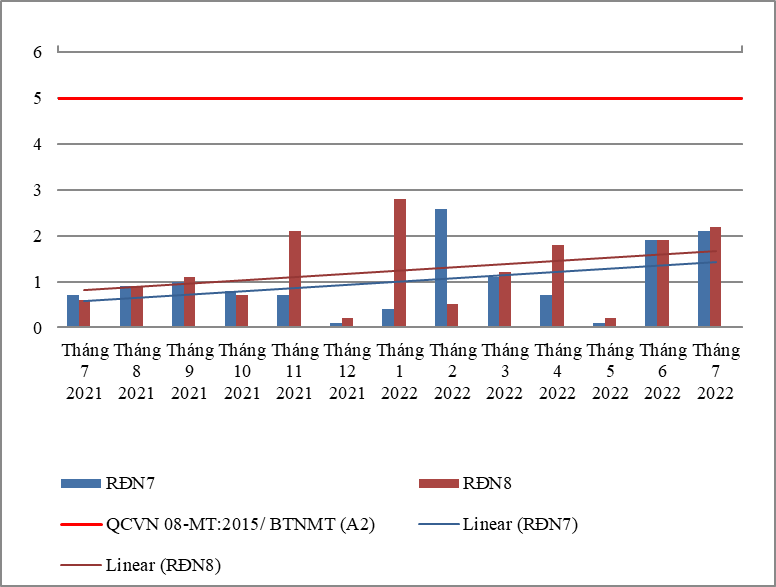 6
5
4
3
2
1
0
Tháng Tháng Tháng Tháng Tháng Tháng Tháng Tháng Tháng Tháng Tháng Tháng Tháng
7 8 9 10 11 12 1 2 3 4 5 6 7
2021 2021 2021 2021 2021 2021 2022 2022 2022 2022 2022 2022 2022
RĐN7 RĐN8
QCVN 08-MT:2015/ BTNMT (A2) Linear (RĐN7)
Linear (RĐN8)